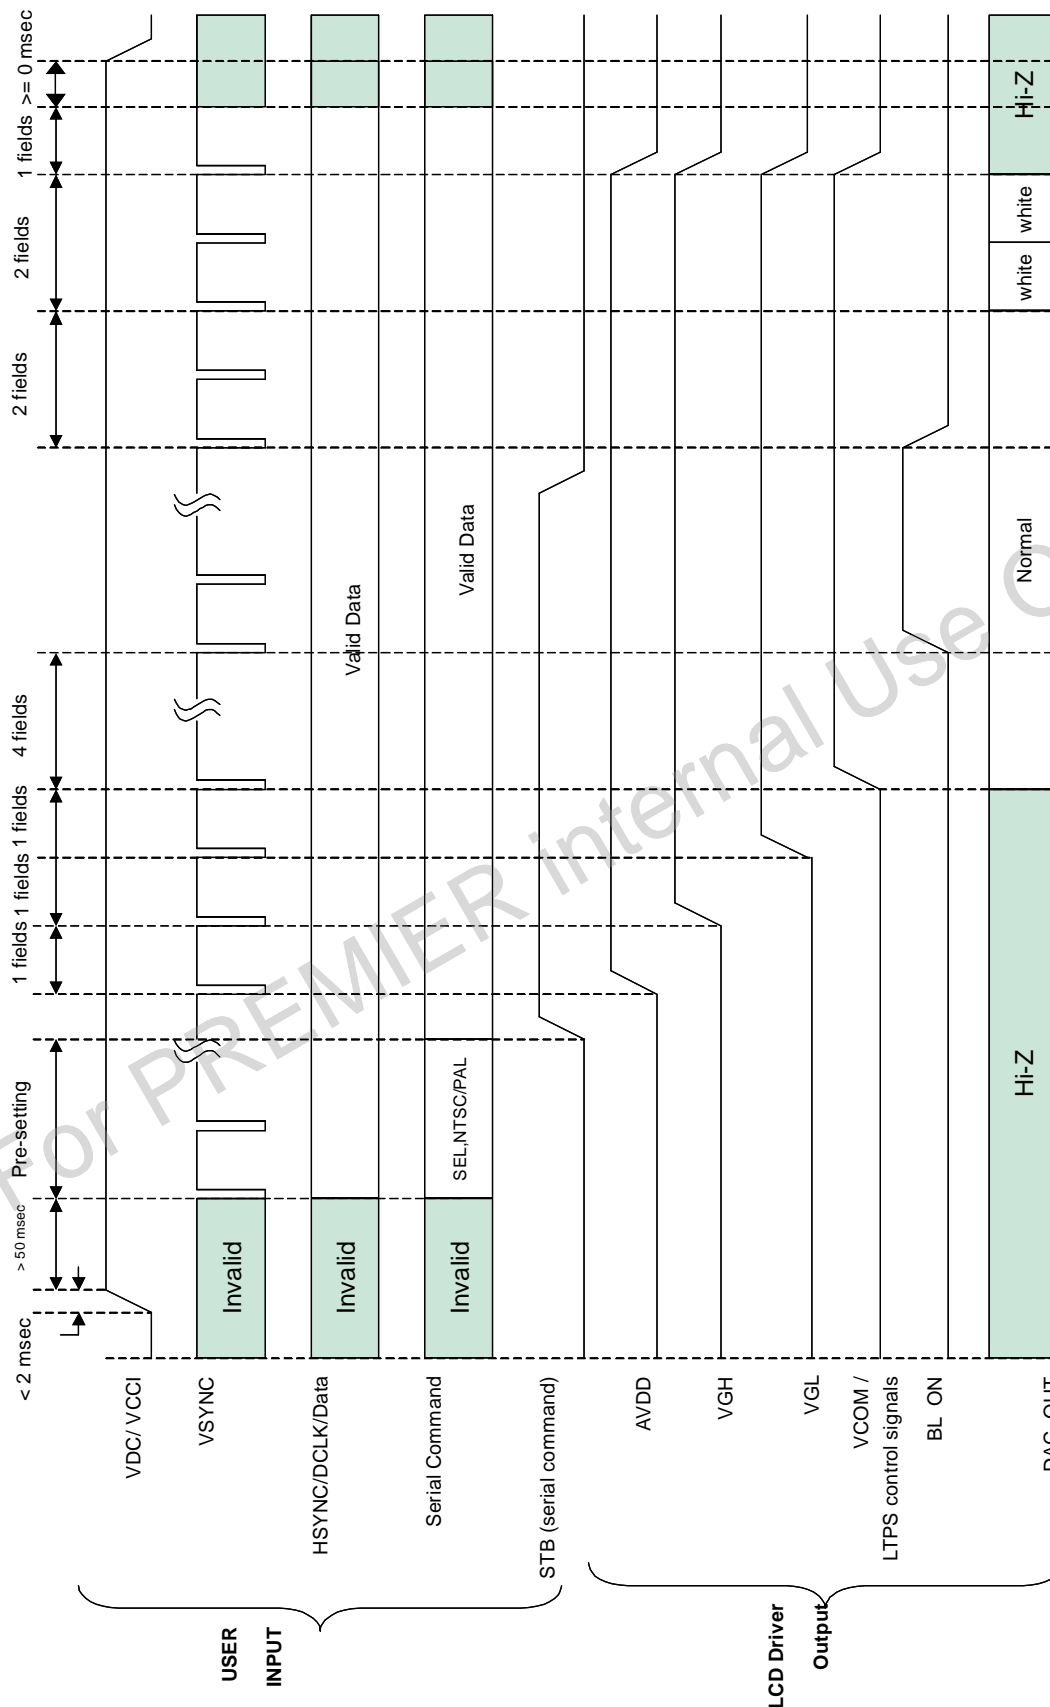 < 2 msec
> 50 msec
Pre-setting
1 fields
1 fields
1 fields
4 fields
2 fields
2 fields
1 fields
>= 0 msec
USER
INPUT
VDC/ VCCI
VSYNC
Invalid
HSYNC/DCLK/Data
Invalid
Valid Data
Serial Command
Invalid
SEL,NTSC/PAL
Valid Data
STB (serial command)
LCD Driver
Output
AVDD
VGH
VGL
VCOM /
LTPS control signals
BL ON
Hi-Z
Normal
white
white
Hi-Z
For PREMIER internal Use